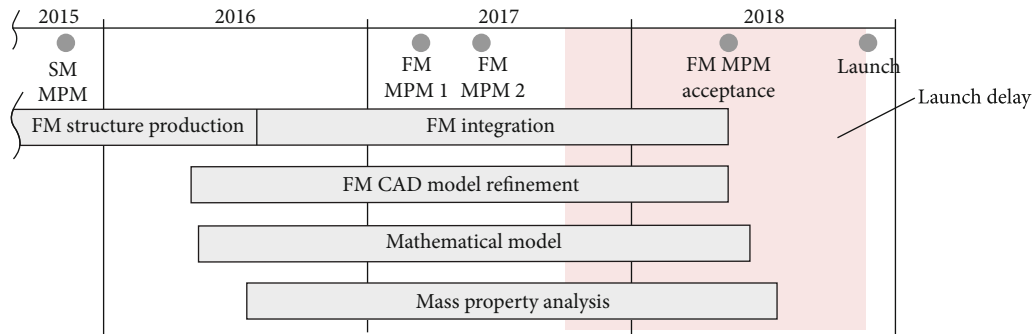 2015 2016 2017 2018
SM
MPM
FM
MPM 1
FM
MPM 2
FM MPM
acceptance
Launch
Launch delay
FM structure production
FM integration
FM CAD model refinement
Mathematical model
Mass property analysis